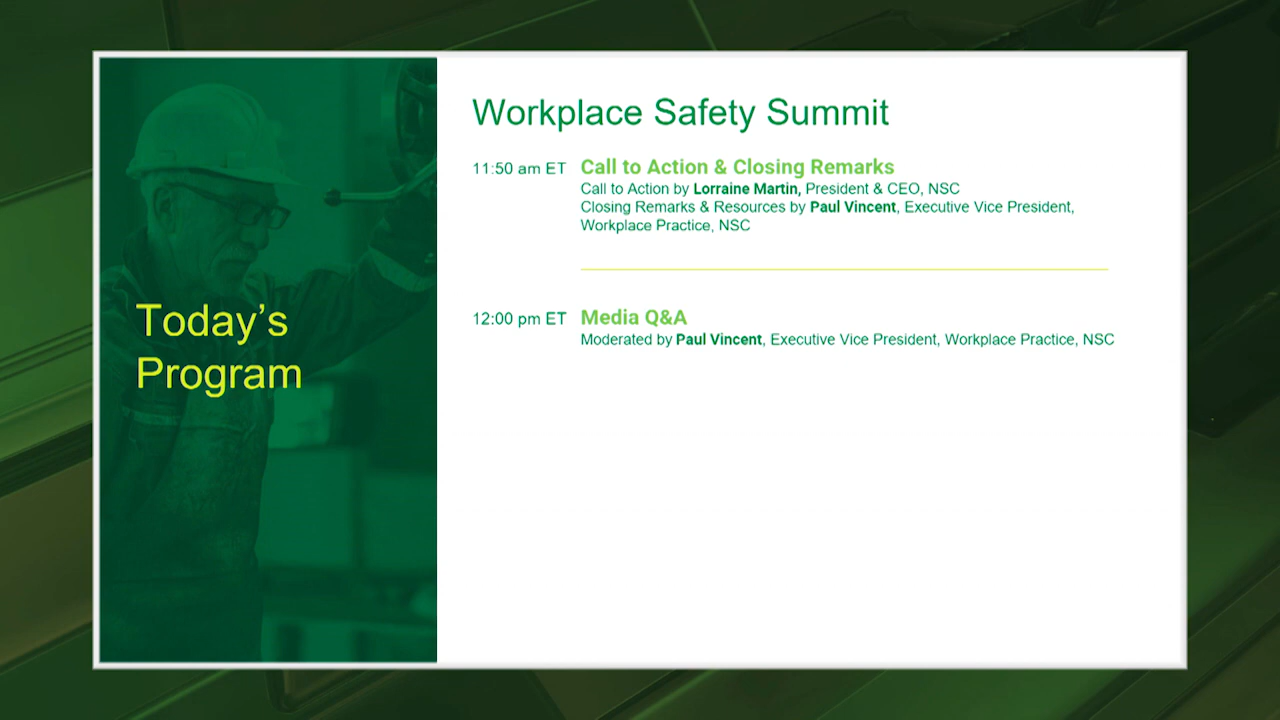 Today's
Program
Workplace Safety Summit
11:50 am ET Call to Action & Closing Remarks
Call to Action by Lorraine Martin, President & CEO, NSC
Closing Remarks & Resources by Paul Vincent, Executive Vice President,
Workplace Practice, NSC
12:00 pm ET Media Q&A
Moderated by Paul Vincent, Executive Vice President, Workplace Practice, NSC